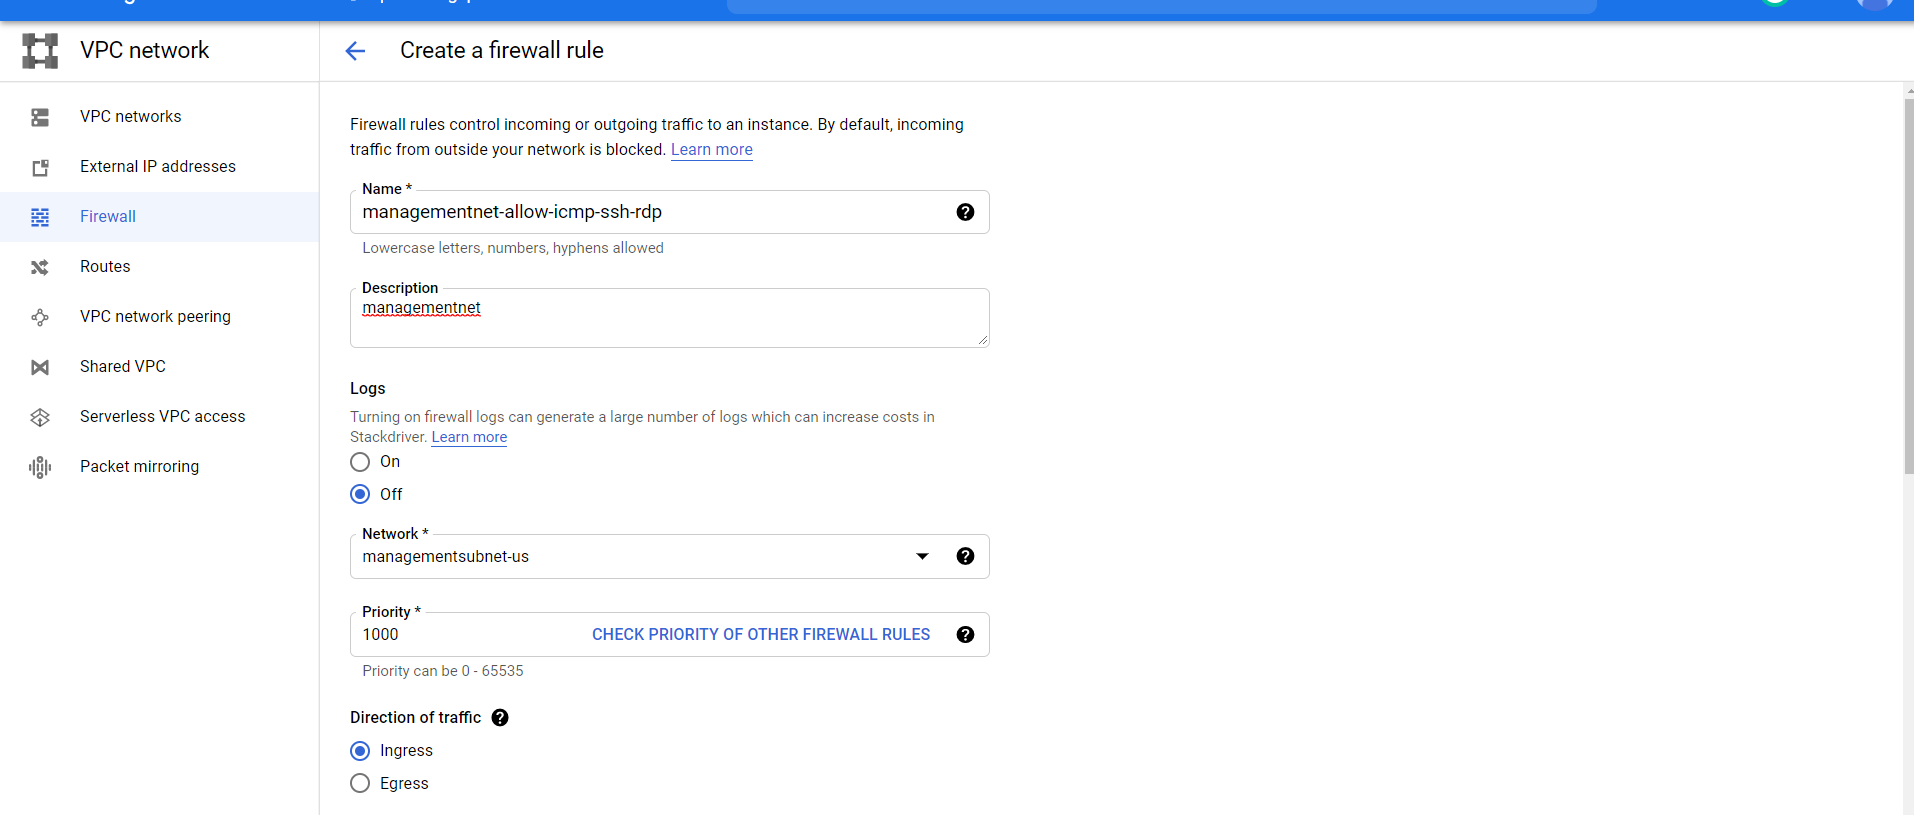 VPC network
Create a firewall rule
VPC networks
External IP addresses
Firewall
Routes
VPC network peering
Shared VPC
Serverless VPC access
Packet mirroring
Firewall rules control incoming or outgoing traffic to an instance. By default, incoming
traffic from outside your network is blocked. Learn more
Name *
managementnet-allow-icmp-ssh-rdp
Lowercase letters, numbers, hyphens allowed
Description
managementnet
Logs
Turning on firewall logs can generate a large number of logs which can increase costs in
Stackdriver. Learn more
On
Off
Network *
managementsubnet-us
Priority *
1000 CHECK PRIORITY OF OTHER FIREWALL RULES
Priority can be 0 - 65535
Direction of traffic
Ingress
Egress